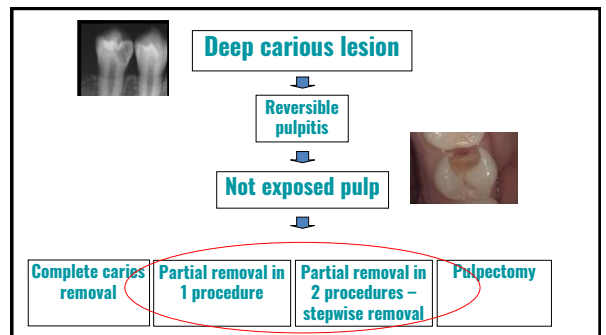 Deep carious lesion
Reversible
pulpitis
Not exposed pulp
Complete caries
removal
Partial removal in
1 procedure
Partial removal in
2 procedures –
stepwise removal
Pulpectomy